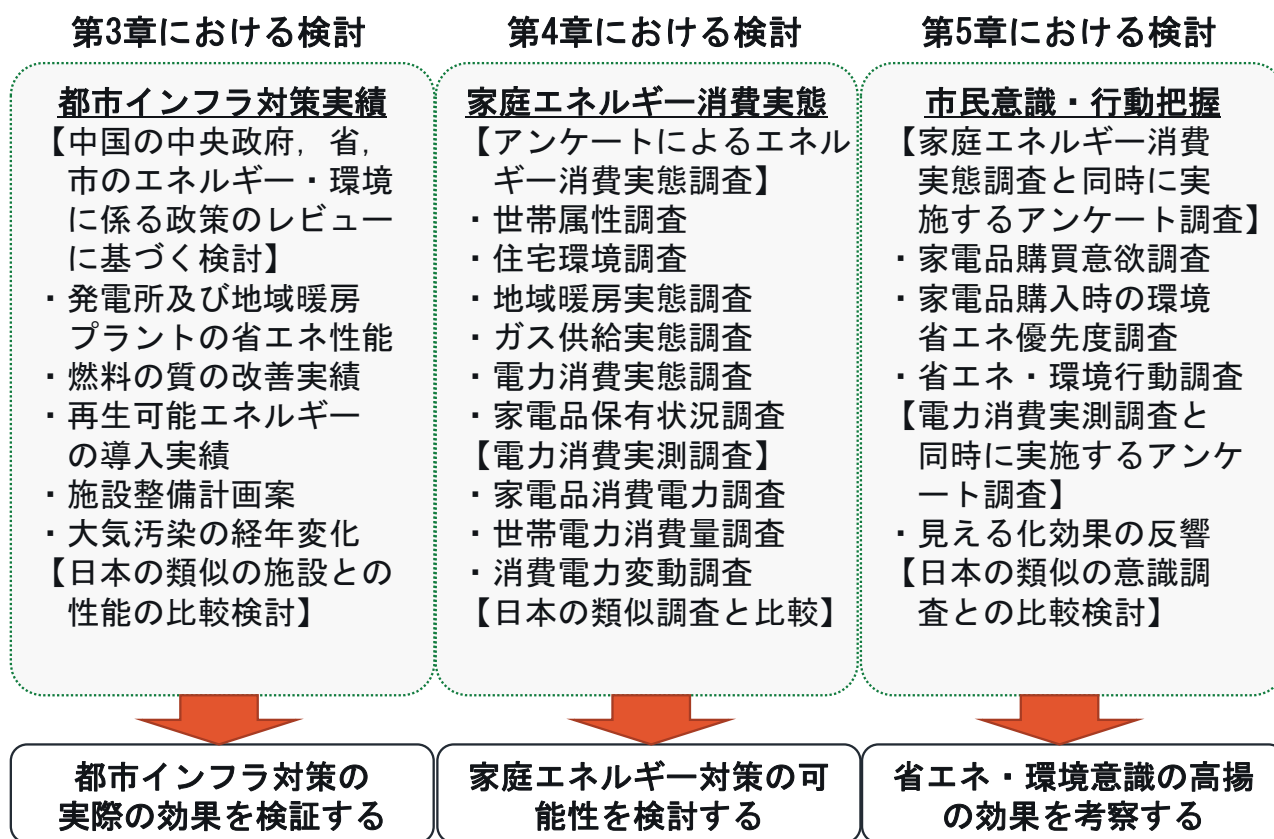 第3章における検討
都市インフラ対策実績
【中国の中央政府，省，
市のエネルギー・環境
に係る政策のレビュー
に基づく検討】
・発電所及び地域暖房
プラントの省エネ性能
・燃料の質の改善実績
・再生可能エネルギー
の導入実績
・施設整備計画案
・大気汚染の経年変化
【日本の類似の施設との
性能の比較検討】
都市インフラ対策の
実際の効果を検証する
第4章における検討
家庭エネルギー消費実態
【アンケートによるエネル
ギー消費実態調査】
・世帯属性調査
・住宅環境調査
・地域暖房実態調査
・ガス供給実態調査
・電力消費実態調査
・家電品保有状況調査
【電力消費実測調査】
・家電品消費電力調査
・世帯電力消費量調査
・消費電力変動調査
【日本の類似調査と比較】
家庭エネルギー対策の可
能性を検討する
第5章における検討
市民意識・行動把握
【家庭エネルギー消費
実態調査と同時に実
施するアンケート調査】
・家電品購買意欲調査
・家電品購入時の環境
省エネ優先度調査
・省エネ・環境行動調査
【電力消費実測調査と
同時に実施するアンケ
ート調査】
・見える化効果の反響
【日本の類似の意識調
査との比較検討】
省エネ・環境意識の高揚
の効果を考察する